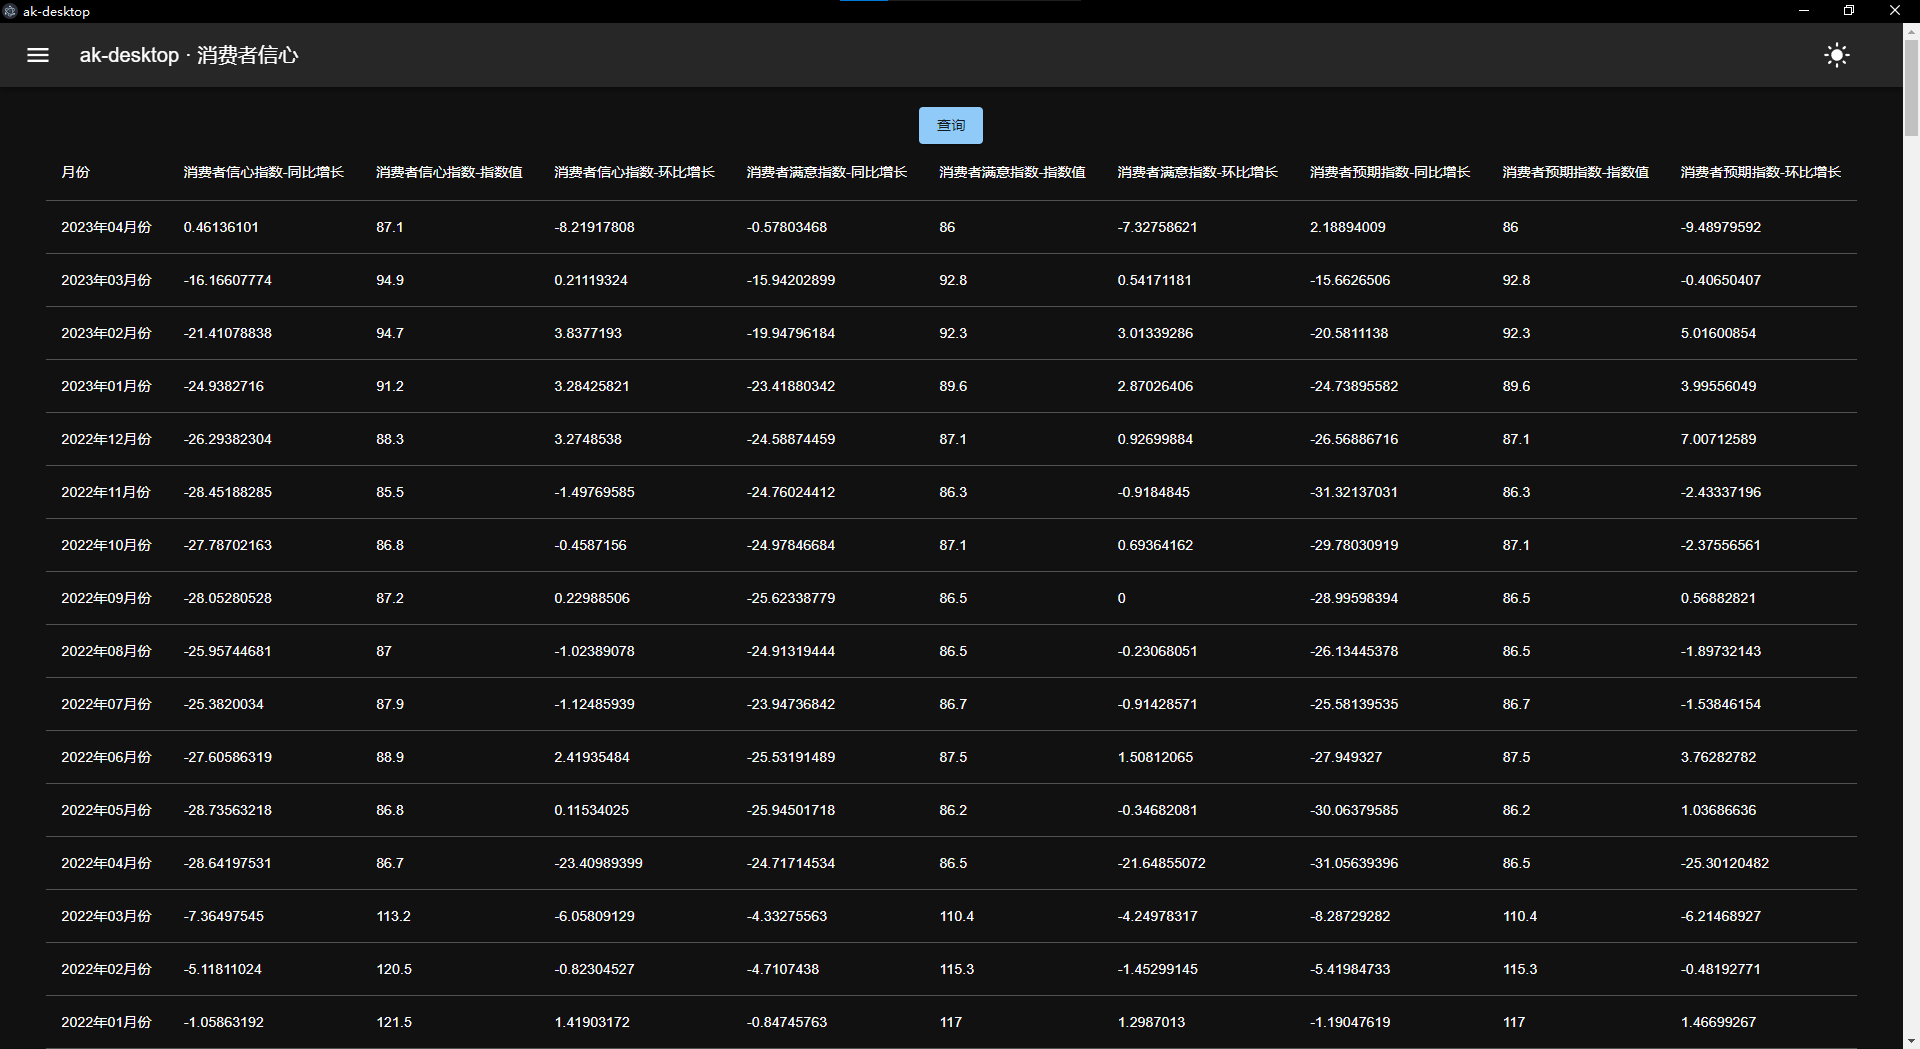 ak-desktop
ak-desktop · 消费者信心
查询
月份 消费者信心指数-同比增长 消费者信心指数-指数值 消费者信心指数-环比增长 消费者满意指数-同比增长 消费者满意指数-指数值 消费者满意指数-环比增长 消费者预期指数-同比增长 消费者预期指数-指数值 消费者预期指数-环比增长
2023年04月份 0.46136101 87.1 -8.21917808 -0.57803468 86 -7.32758621 2.18894009 86 -9.48979592
2023年03月份 -16.16607774 94.9 0.21119324 -15.94202899 92.8 0.54171181 -15.6626506 92.8 -0.40650407
2023年02月份 -21.41078838 94.7 3.8377193 -19.94796184 92.3 3.01339286 -20.5811138 92.3 5.01600854
2023年01月份 -24.9382716 91.2 3.28425821 -23.41880342 89.6 2.87026406 -24.73895582 89.6 3.99556049
2022年12月份 -26.29382304 88.3 3.2748538 -24.58874459 87.1 0.92699884 -26.56886716 87.1 7.00712589
2022年11月份 -28.45188285 85.5 -1.49769585 -24.76024412 86.3 -0.9184845 -31.32137031 86.3 -2.43337196
2022年10月份 -27.78702163 86.8 -0.4587156 -24.97846684 87.1 0.69364162 -29.78030919 87.1 -2.37556561
2022年09月份 -28.05280528 87.2 0.22988506 -25.62338779 86.5 0 -28.99598394 86.5 0.56882821
2022年08月份 -25.95744681 87 -1.02389078 -24.91319444 86.5 -0.23068051 -26.13445378 86.5 -1.89732143
2022年07月份 -25.3820034 87.9 -1.12485939 -23.94736842 86.7 -0.91428571 -25.58139535 86.7 -1.53846154
2022年06月份 -27.60586319 88.9 2.41935484 -25.53191489 87.5 1.50812065 -27.949327 87.5 3.76282782
2022年05月份 -28.73563218 86.8 0.11534025 -25.94501718 86.2 -0.34682081 -30.06379585 86.2 1.03686636
2022年04月份 -28.64197531 86.7 -23.40989399 -24.71714534 86.5 -21.64855072 -31.05639396 86.5 -25.30120482
2022年03月份 -7.36497545 113.2 -6.05809129 -4.33275563 110.4 -4.24978317 -8.28729282 110.4 -6.21468927
2022年02月份 -5.11811024 120.5 -0.82304527 -4.7107438 115.3 -1.45299145 -5.41984733 115.3 -0.48192771
2022年01月份 -1.05863192 121.5 1.41903172 -0.84745763 117 1.2987013 -1.19047619 117 1.46699267